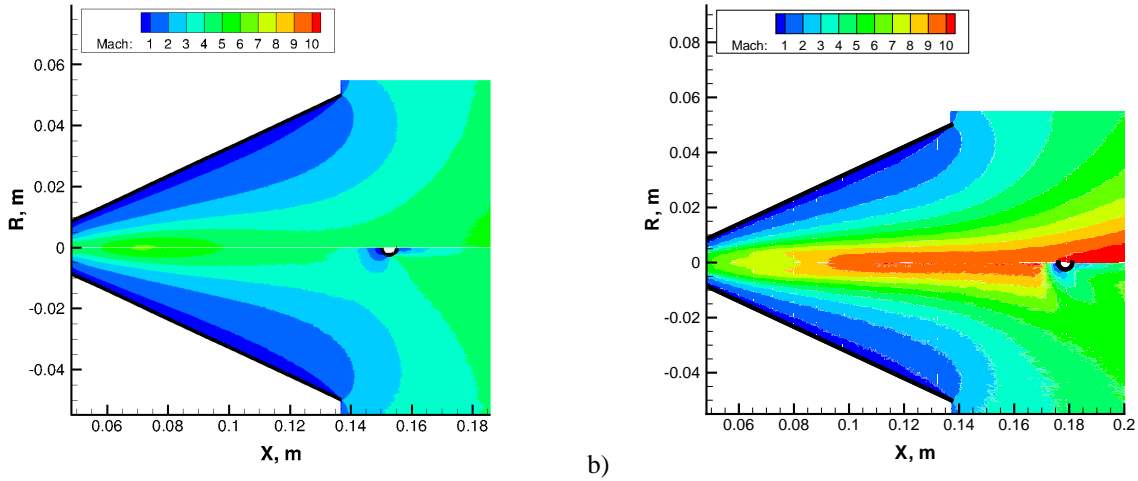 Mach: 1 2 3 4 5 6 7 8 9 10
0.06
0.04
0.02
0
-0.02
-0.04
R, m
0.06 0.08 0.1 0.12 0.14 0.16 0.18
X, m
b)
Mach: 1 2 3 4 5 6 7 8 9 10
0.08
0.06
0.04
0.02
0
-0.02
-0.04
R, m
0.06 0.08 0.1 0.12 0.14 0.16 0.18 0.2
X, m